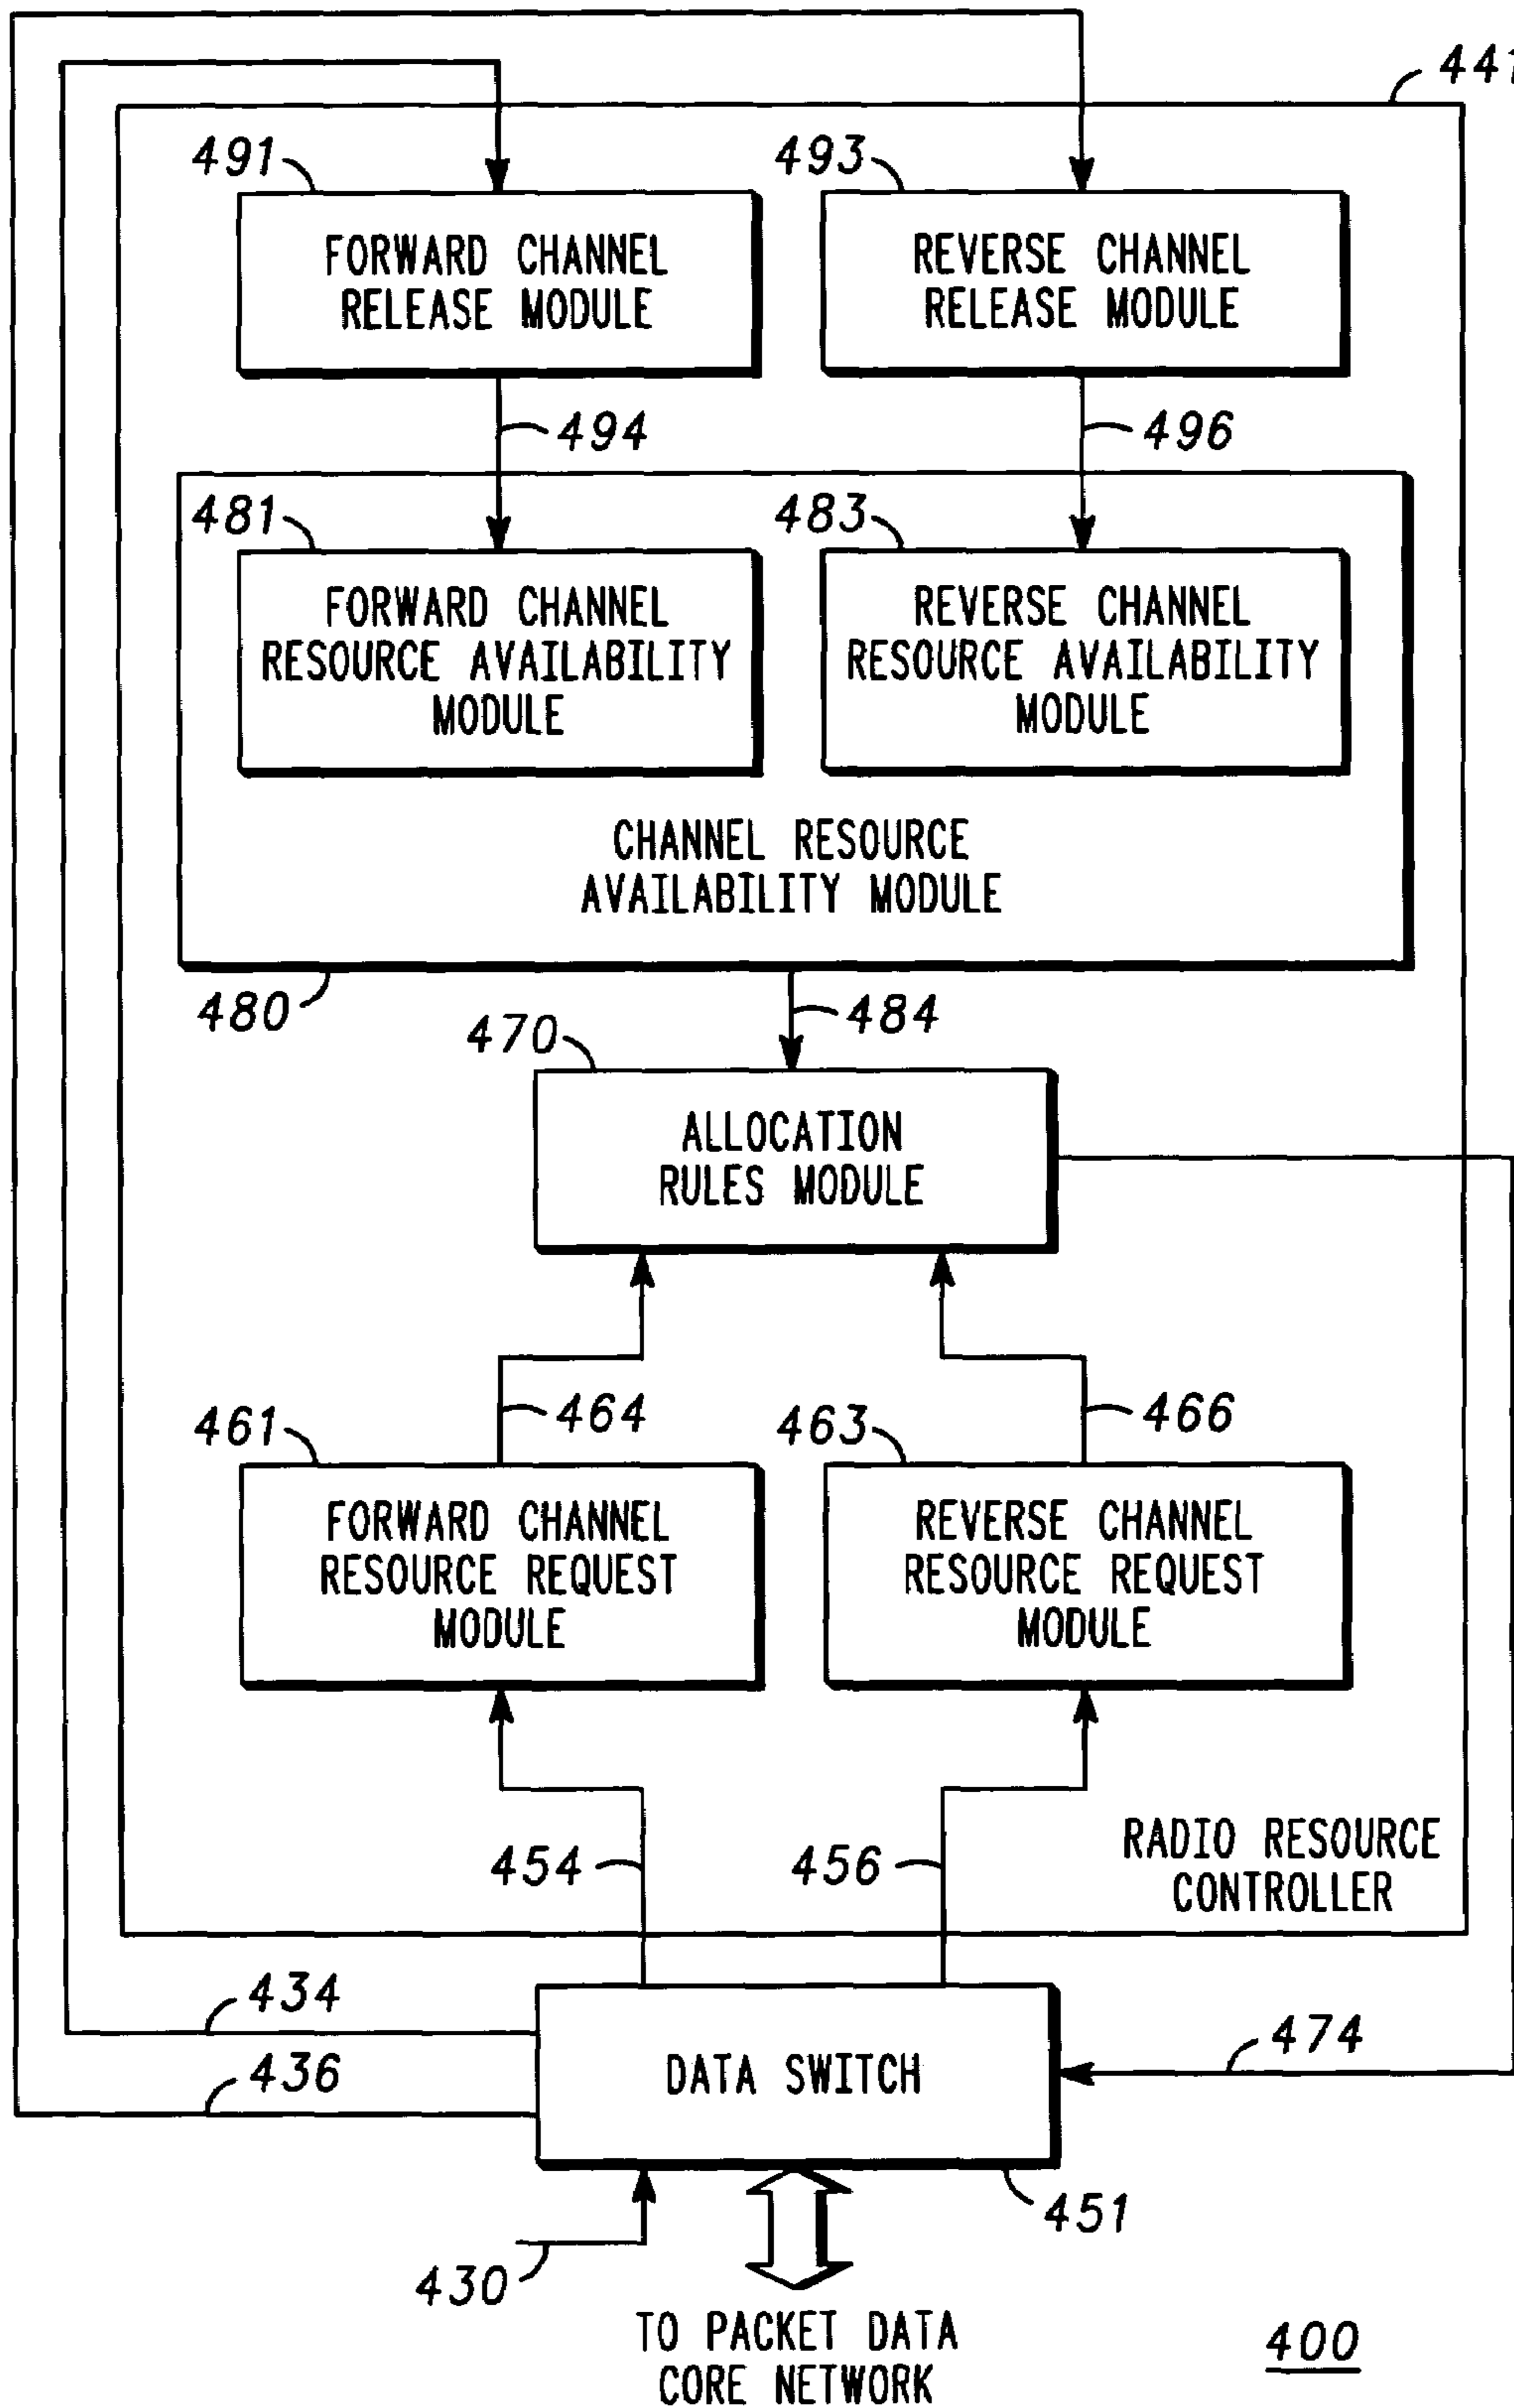 441
491
493
FORWARD CHANNEL
RELEASE MODULE
REVERSE CHANNEL
RELEASE MODULE
494
496
481
483
FORWARD CHANNEL
RESOURCE AVAILABILITY
MODULE
REVERSE CHANNEL
RESOURCE AVAILABILITY
MODULE
CHANNEL RESOURCE
AVAILABILITY MODULE
480
484
470
ALLOCATION
RULES MODULE
461
464
463
466
FORWARD CHANNEL
RESOURCE REQUEST
MODULE
REVERSE CHANNEL
RESOURCE REQUEST
MODULE
454
456
RADIO RESOURCE
CONTROLLER
434
436
DATA SWITCH
474
451
430
TO PACKET DATA
CORE NETWORK
400